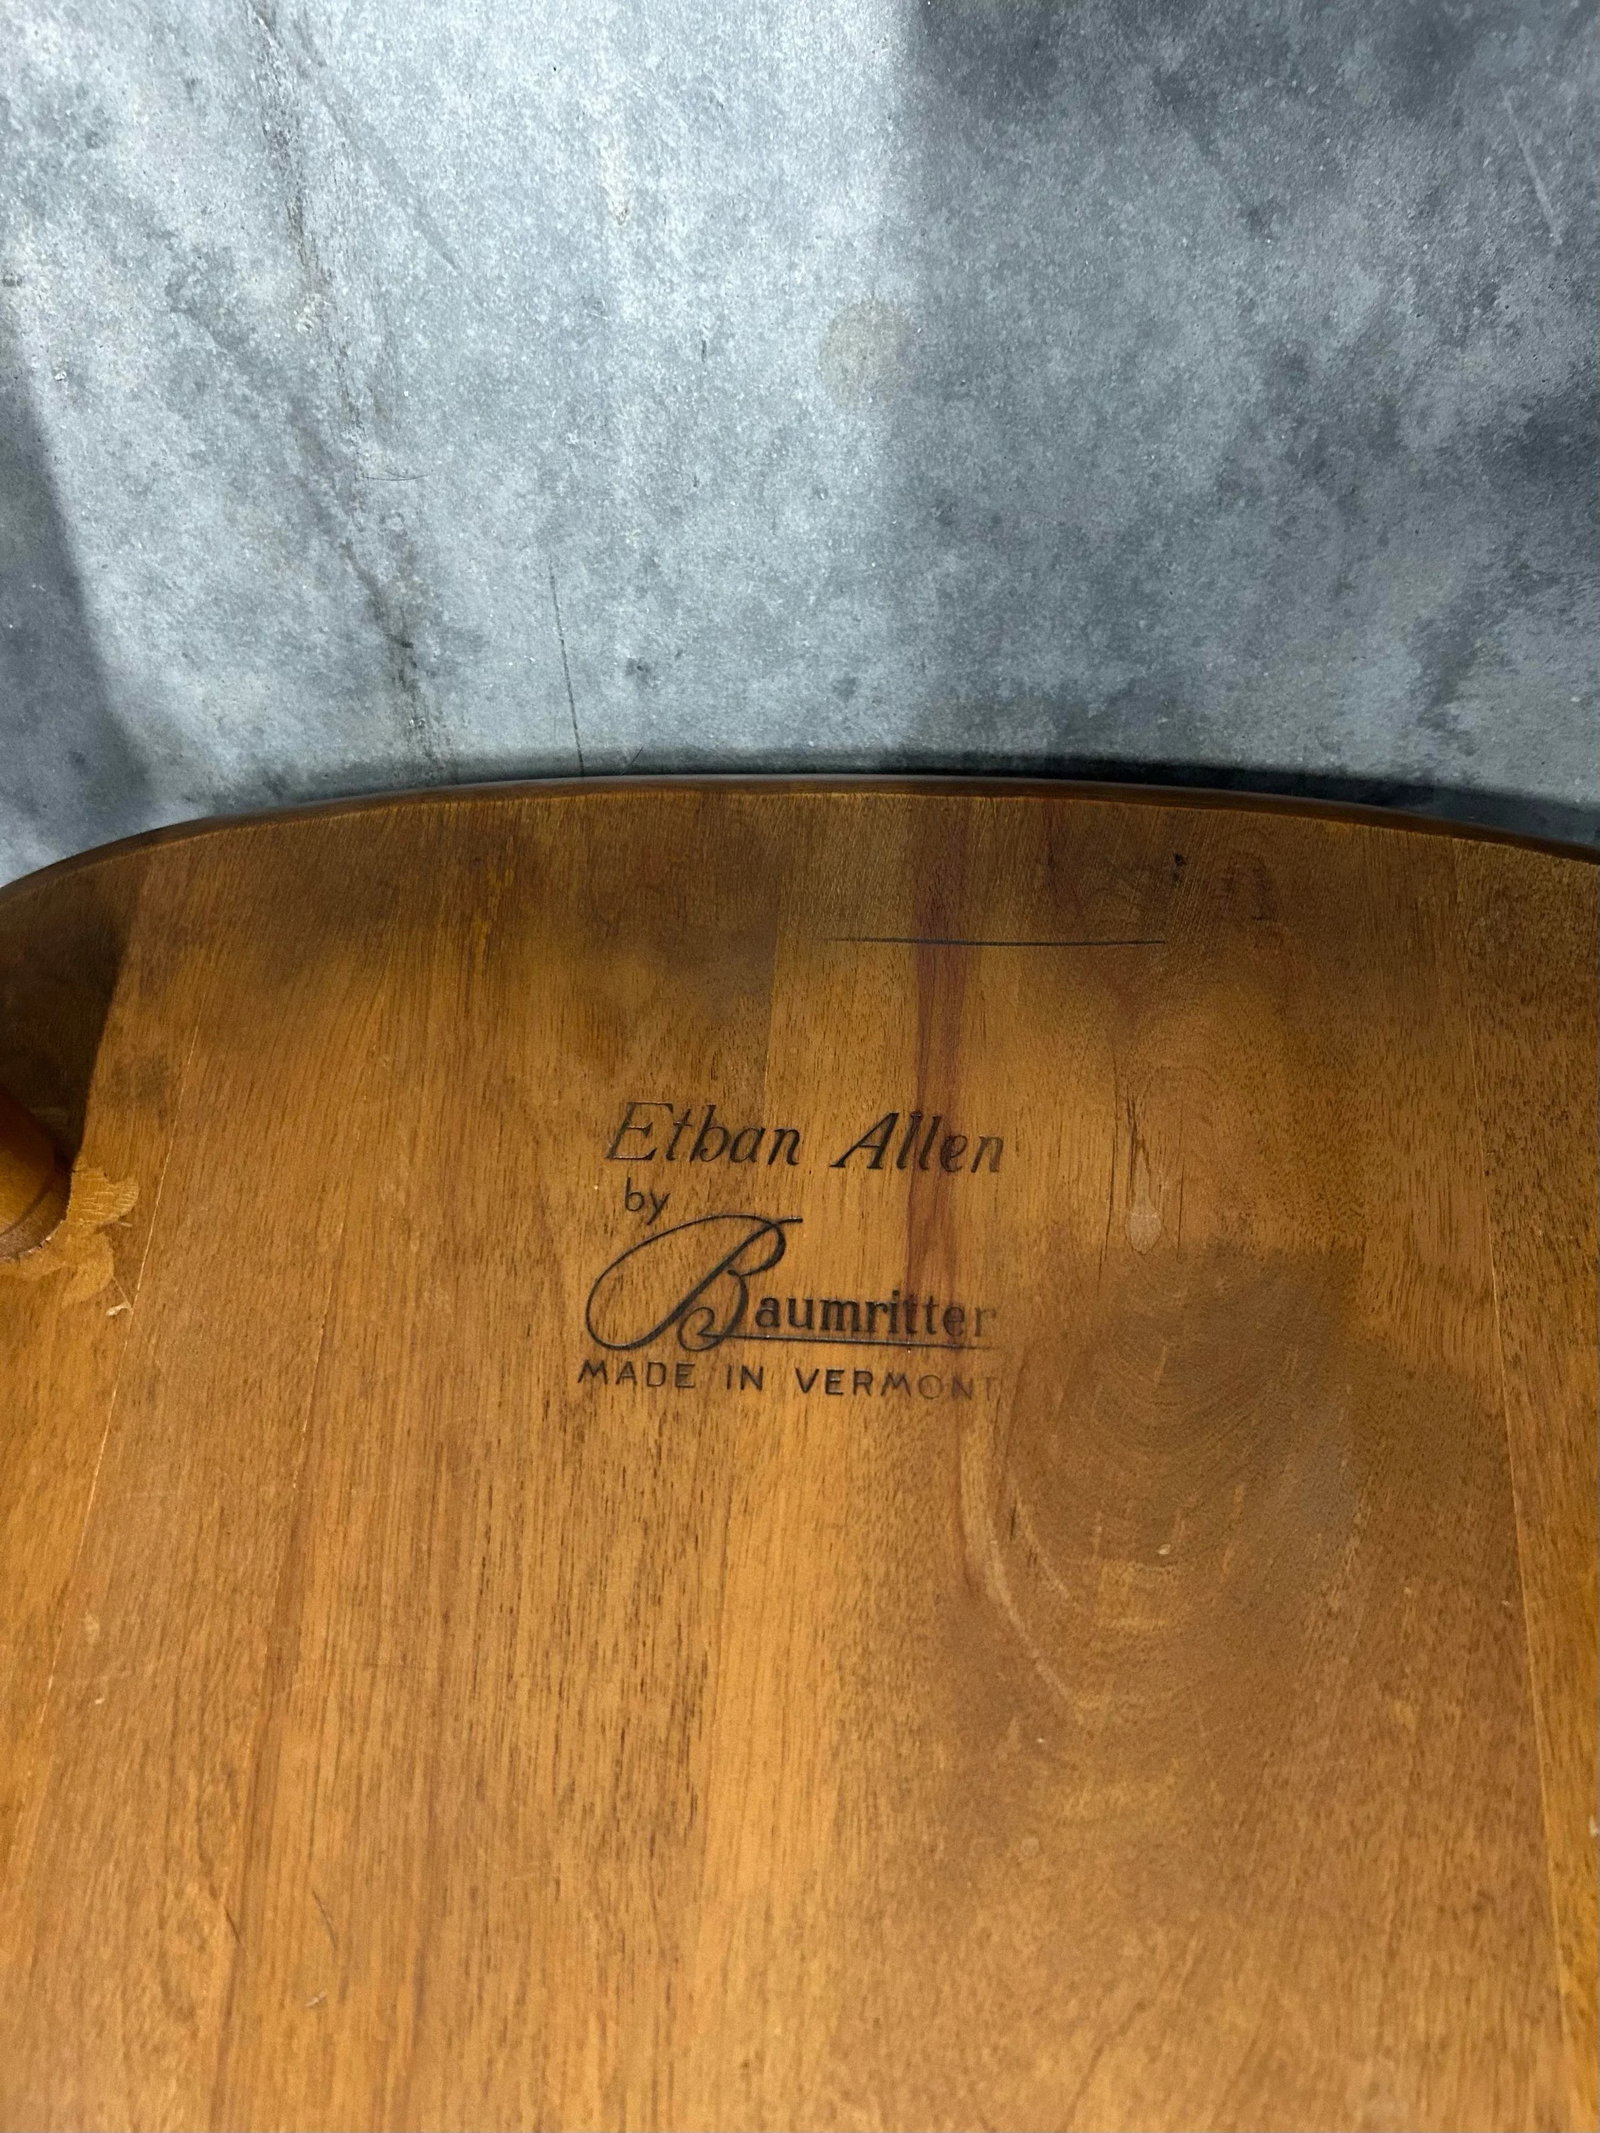 Ethan Allen
by
Baumritter
MADE IN VERMONT